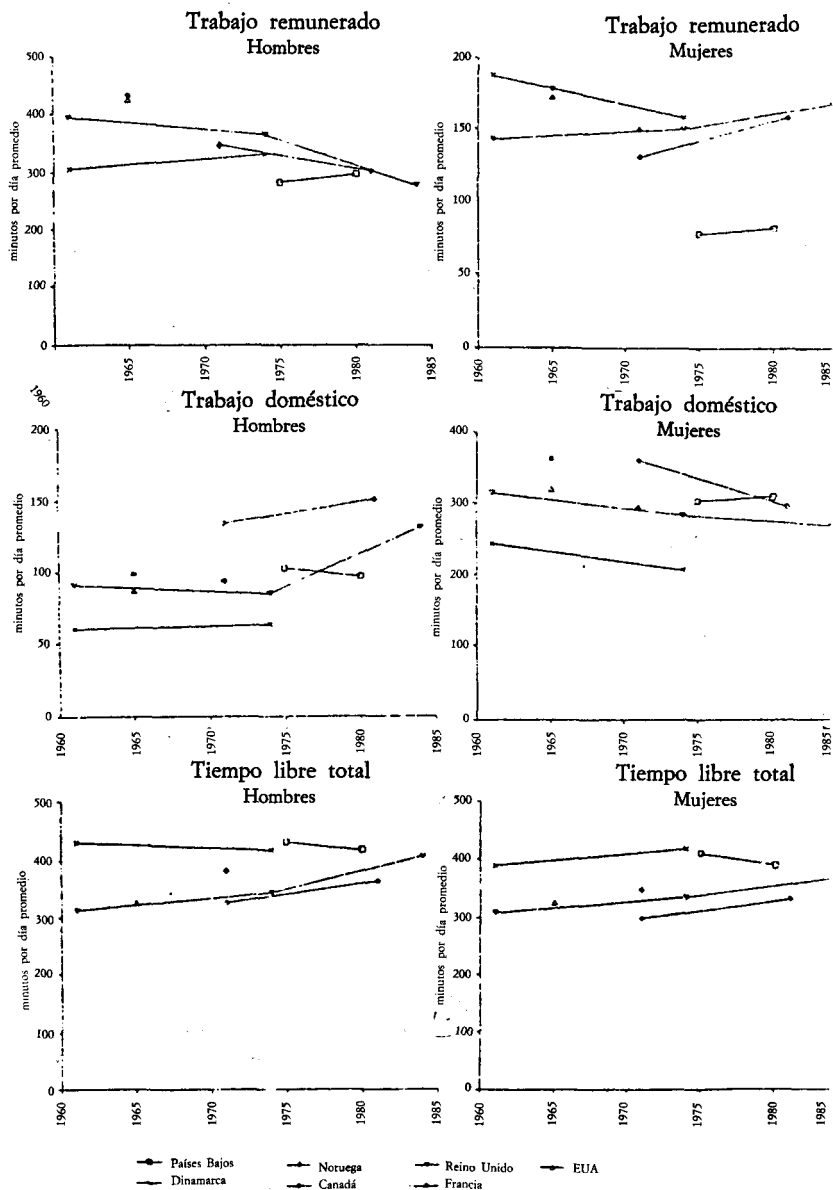 Trabajo remunerado
Hombres
minutos por día promedio
500
400
300
200
100
0
1960
1965
1970
1975
1980
1985
Trabajo remunerado
Mujeres
minutos por día promedio
200
150
100
50
0
1960
1965
1970
1975
1980
1985
Trabajo doméstico
Hombres
minutos por día promedio
200
150
100
50
0
1960
1965
1970
1975
1980
1985
Trabajo doméstico
Mujeres
minutos por día promedio
400
300
200
100
0
1960
1965
1970
1975
1980
1985
Tiempo libre total
Hombres
minutos por día promedio
500
400
300
200
100
0
1960
1965
1970
1975
1980
1985
Tiempo libre total
Mujeres
minutos por día promedio
500
400
300
200
100
0
1960
1965
1970
1975
1980
1985
Países Bajos
Noruega
Reino Unido
EUA
Dinamarca
Canadá
Francia